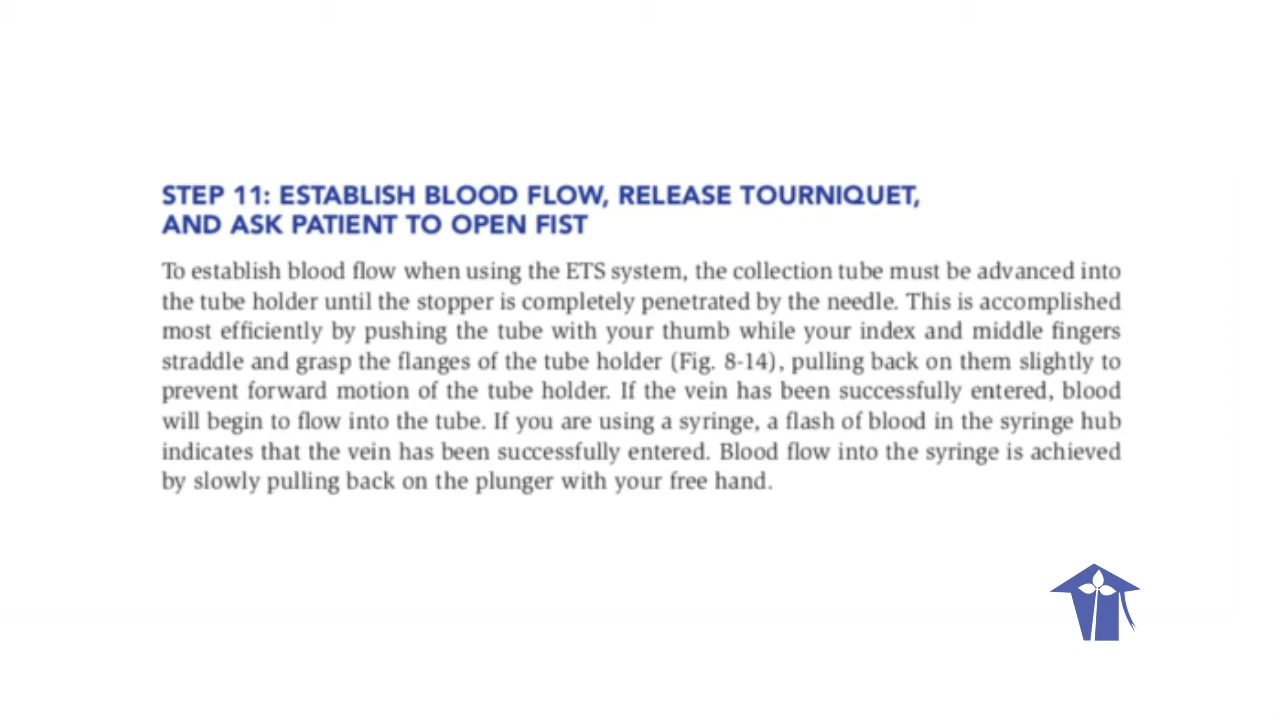 STEP 11: ESTABLISH BLOOD FLOW, RELEASE TOURNIQUET,
AND ASK PATIENT TO OPEN FIST
To establish blood flow when using the ETS system, the collection tube must be advanced into
the tube holder until the stopper is completely penetrated by the needle. This is accomplished
most efficiently by pushing the tube with your thumb while your index and middle fingers
straddle and grasp the flanges of the tube holder (Fig. 8-14), pulling back on them slightly to
prevent forward motion of the tube holder. If the vein has been successfully entered, blood
will begin to flow into the tube. If you are using a syringe, a flash of blood in the syringe hub
indicates that the vein has been successfully entered. Blood flow into the syringe is achieved
by slowly pulling back on the plunger with your free hand.